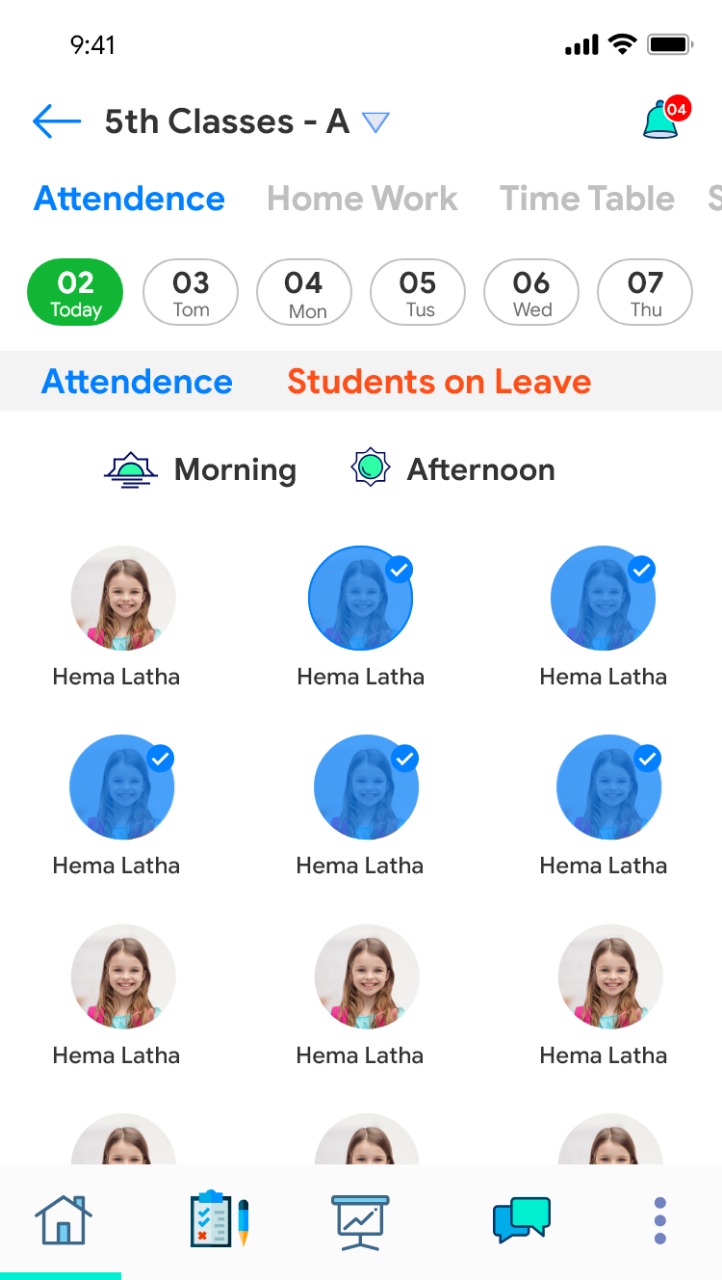 9:41
5th Classes - A
04
Attendence Home Work Time Table S
02 03 04 05 06 07
Today Tom Mon Tus Wed Thu
Attendence Students on Leave
Morning Afternoon
Hema Latha Hema Latha Hema Latha
Hema Latha Hema Latha Hema Latha
Hema Latha Hema Latha Hema Latha